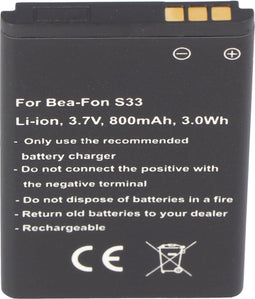 For Bea-Fon S33
Li-ion, 3.7V, 800mAh, 3.0Wh
- Only use the recommended
battery charger
- Do not connect the positive with
the negative terminal
- Do not dispose of batteries in a fire
- Return old batteries to your dealer
- Rechargeable
CE